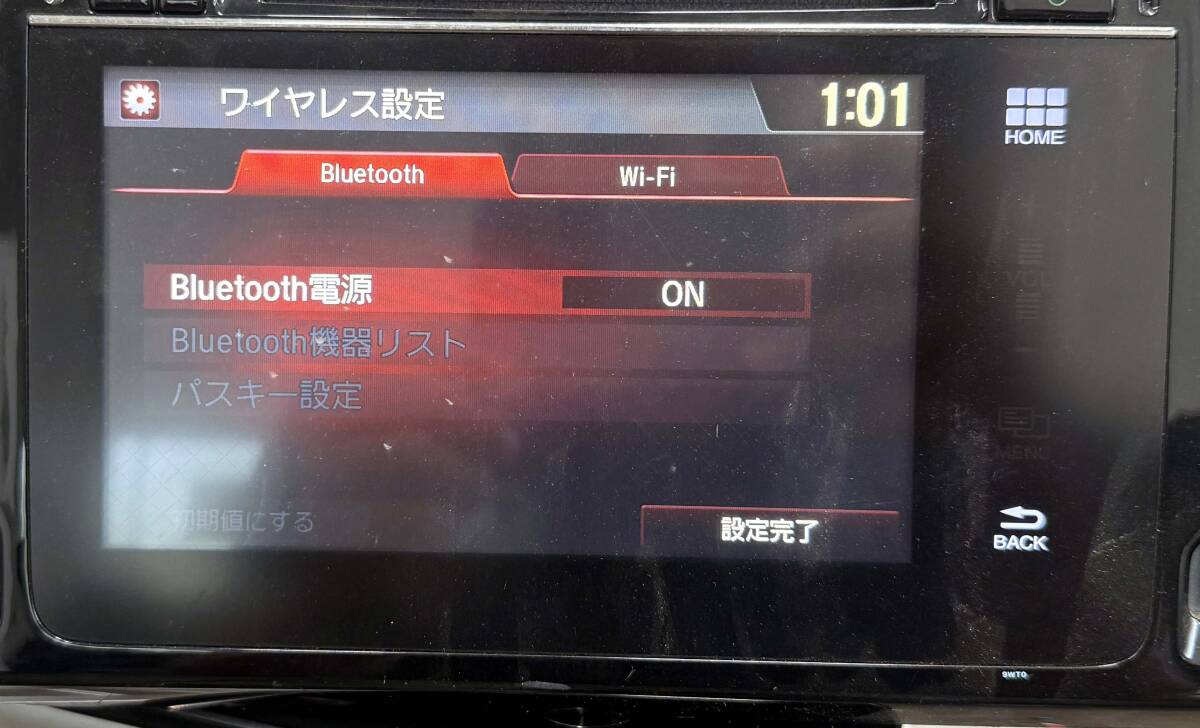 ワイヤレス設定
1:01
HOME
Bluetooth
Wi-Fi
Bluetooth電源
ON
Bluetooth機器リスト
パスキー設定
MENU
初期値にする
設定完了
BACK
9WT0